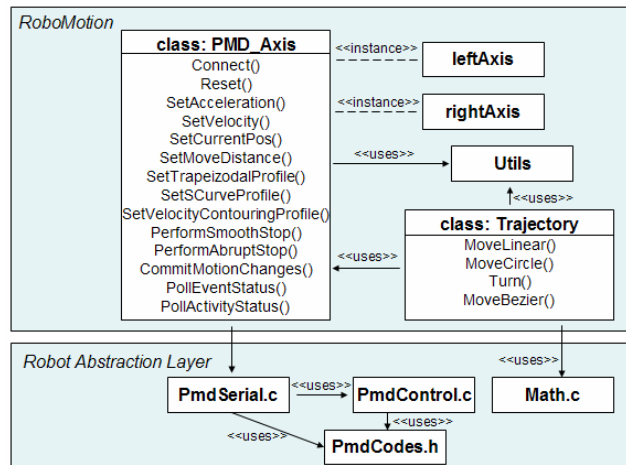 RoboMotion
class: PMD_Axis
Connect()
Reset()
SetAcceleration()
SetVelocity()
SetCurrentPos()
SetMoveDistance()
SetTrapeizodalProfile()
SetSCurveProfile()
SetVelocityContouringProfile()
PerformSmoothStop()
PerformAbruptStop()
CommitMotionChanges()
PollEventStatus()
PollActivityStatus()
<<instance>>
leftAxis
<<instance>>
rightAxis
<<uses>>
Utils
<<uses>>
class: Trajectory
MoveLinear()
MoveCircle()
Turn()
MoveBezier()
<<uses>>
Robot Abstraction Layer
<<uses>>
PmdSerial.c
<<uses>>
PmdControl.c
Math.c
<<uses>>
<<uses>>
PmdCodes.h